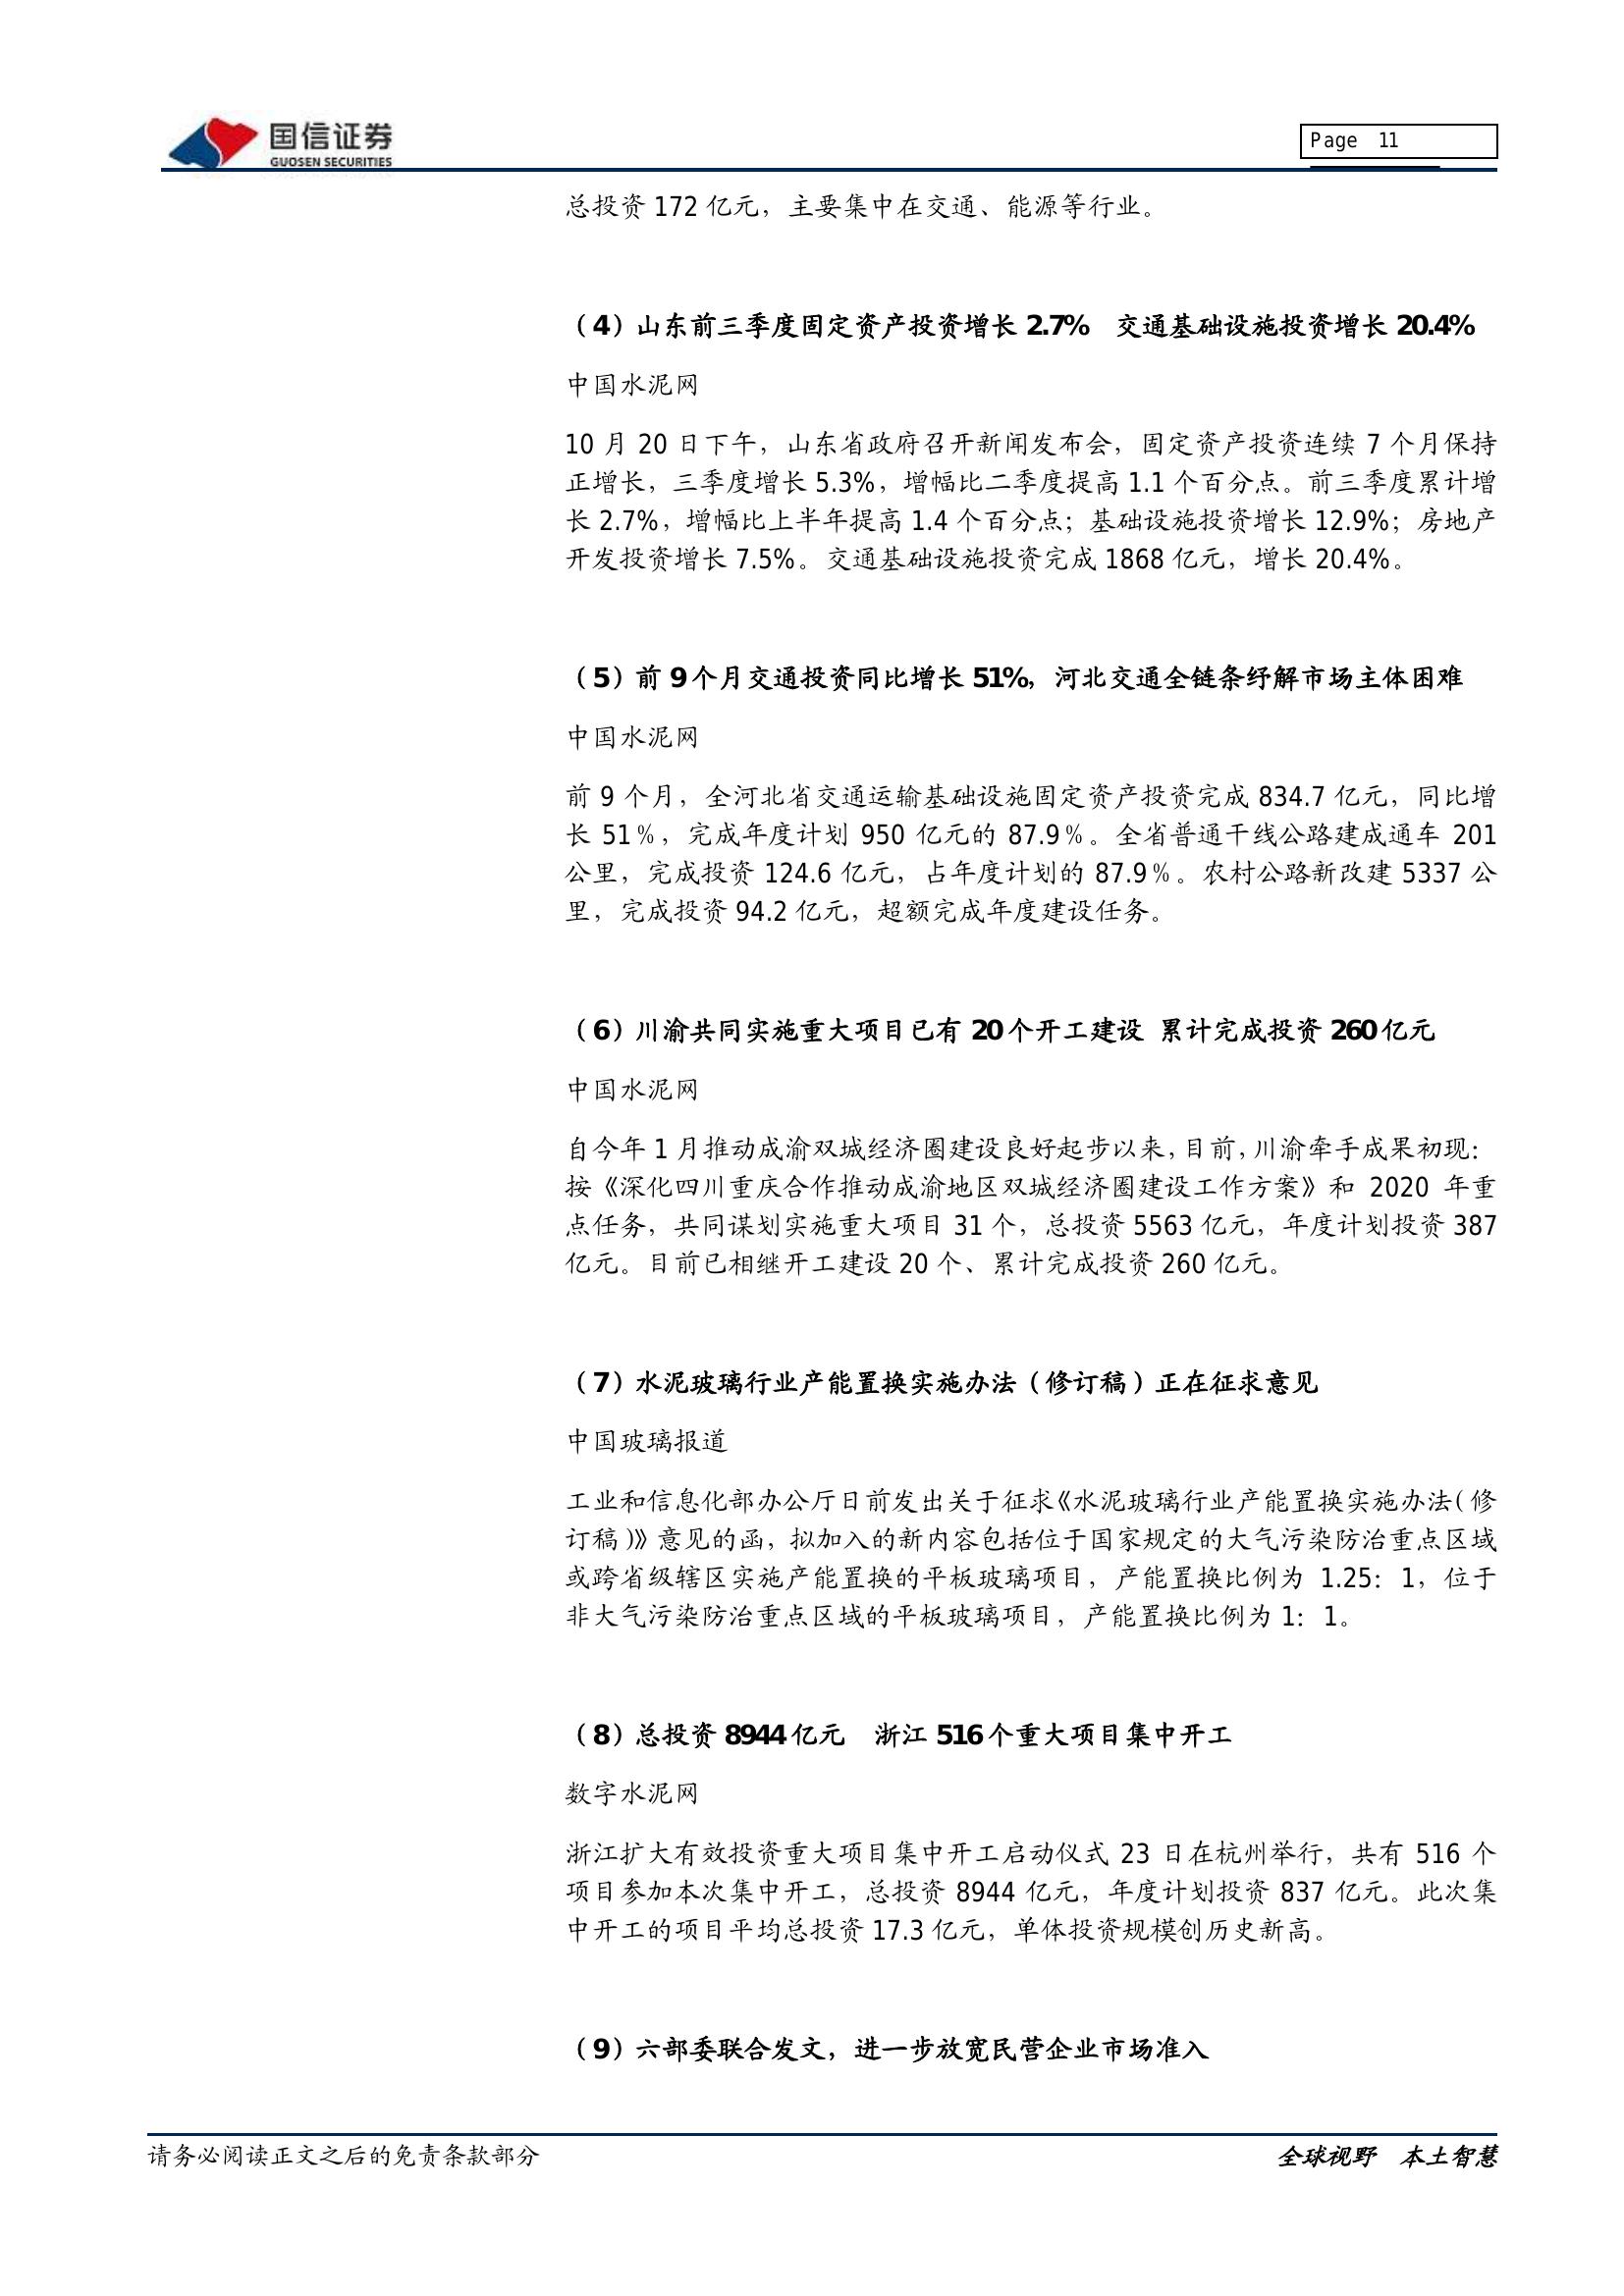 国信证券
GUOSEN SECURITIES
Page 11
总投资 172 亿元，主要集中在交通、能源等行业。
（4）山东前三季度固定资产投资增长 2.7% 交通基础设施投资增长 20.4%
中国水泥网
10 月 20 日下午，山东省政府召开新闻发布会，固定资产投资连续 7 个月保持
正增长，三季度增长 5.3%，增幅比二季度提高 1.1 个百分点。前三季度累计增
长 2.7%，增幅比上半年提高 1.4 个百分点；基础设施投资增长 12.9%；房地产
开发投资增长 7.5%。交通基础设施投资完成 1868 亿元，增长 20.4%。
（5）前 9 个月交通投资同比增长 51%，河北交通全链条纾解市场主体困难
中国水泥网
前 9 个月，全河北省交通运输基础设施固定资产投资完成 834.7 亿元，同比增
长 51％，完成年度计划 950 亿元的 87.9％。全省普通干线公路建成通车 201
公里，完成投资 124.6 亿元，占年度计划的 87.9％。农村公路新改建 5337 公
里，完成投资 94.2 亿元，超额完成年度建设任务。
（6）川渝共同实施重大项目已有 20 个开工建设 累计完成投资 260 亿元
中国水泥网
自今年 1 月推动成渝双城经济圈建设良好起步以来，目前，川渝牵手成果初现：
按《深化四川重庆合作推动成渝地区双城经济圈建设工作方案》和 2020 年重
点任务，共同谋划实施重大项目 31 个，总投资 5563 亿元，年度计划投资 387
亿元。目前已相继开工建设 20 个、累计完成投资 260 亿元。
（7）水泥玻璃行业产能置换实施办法（修订稿）正在征求意见
中国玻璃报道
工业和信息化部办公厅日前发出关于征求《水泥玻璃行业产能置换实施办法(修
订稿)》意见的函，拟加入的新内容包括位于国家规定的大气污染防治重点区域
或跨省级辖区实施产能置换的平板玻璃项目，产能置换比例为 1.25：1，位于
非大气污染防治重点区域的平板玻璃项目，产能置换比例为 1：1。
（8）总投资 8944 亿元 浙江 516 个重大项目集中开工
数字水泥网
浙江扩大有效投资重大项目集中开工启动仪式 23 日在杭州举行，共有 516 个
项目参加本次集中开工，总投资 8944 亿元，年度计划投资 837 亿元。此次集
中开工的项目平均总投资 17.3 亿元，单体投资规模创历史新高。
（9）六部委联合发文，进一步放宽民营企业市场准入
请务必阅读正文之后的免责条款部分
全球视野 本土智慧